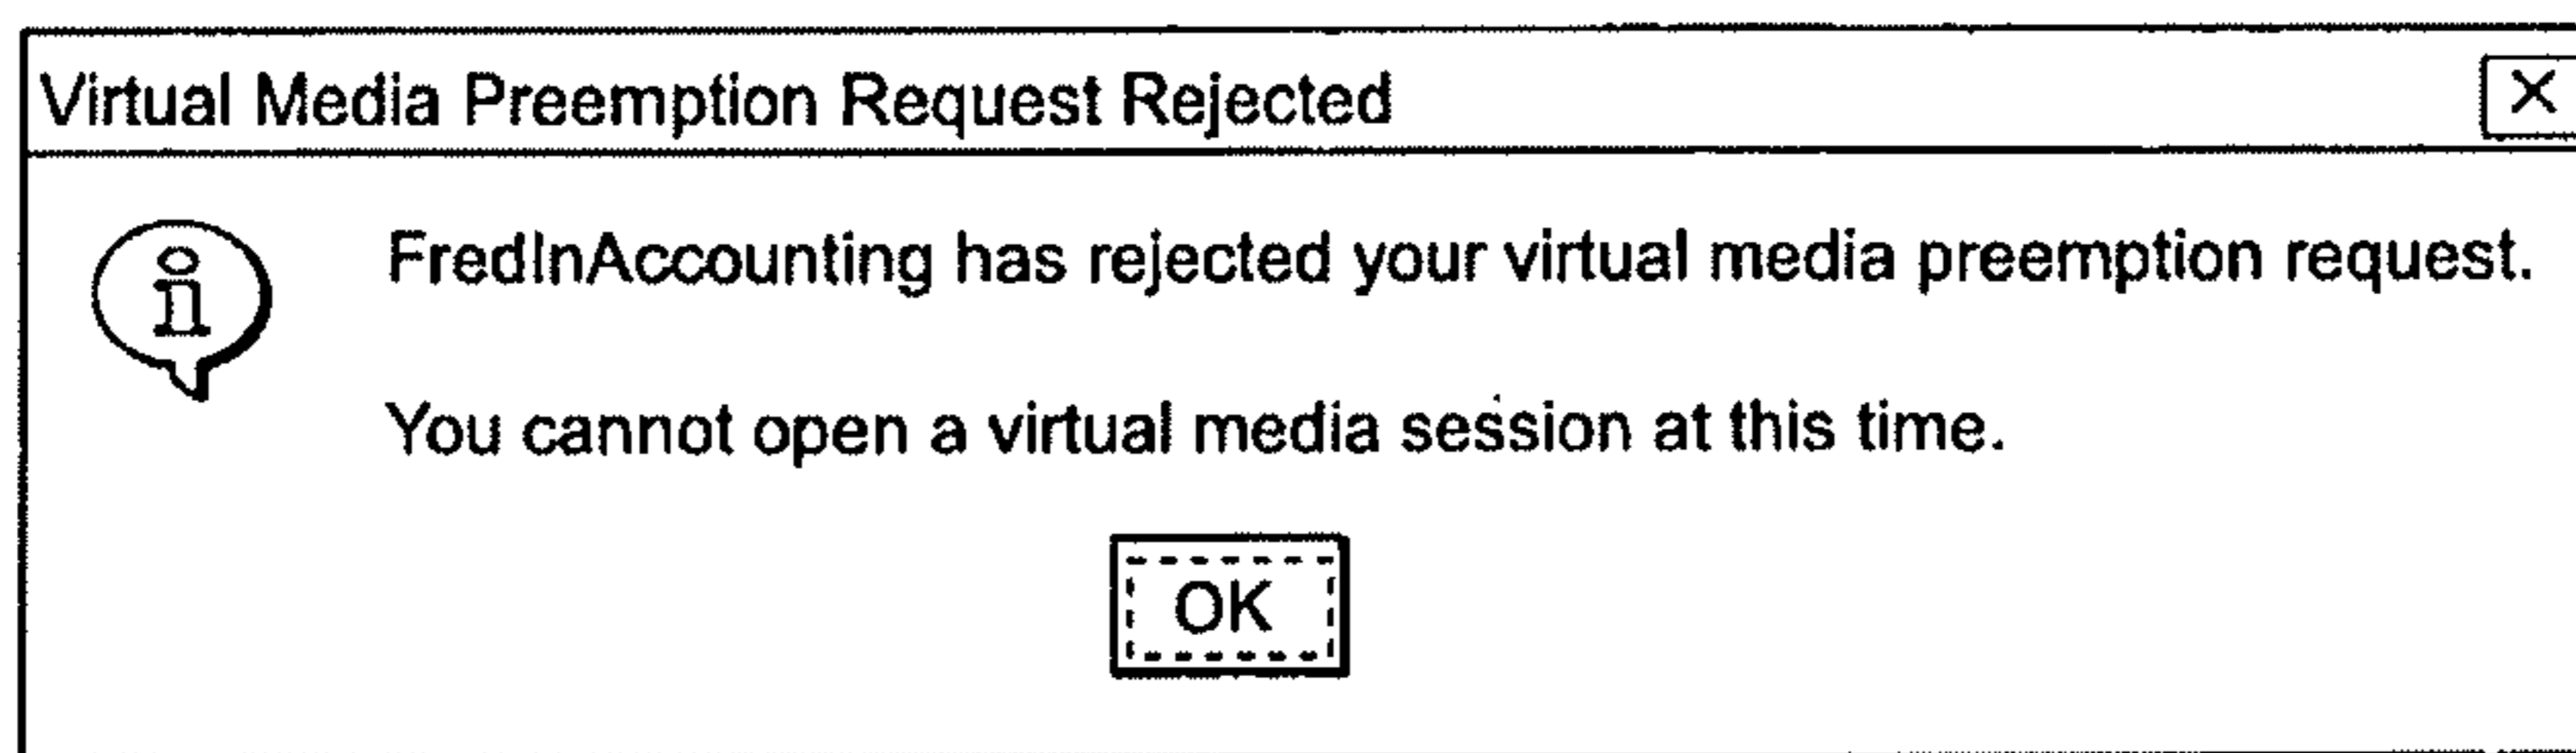 Virtual Media Preemption Request Rejected
FredInAccounting has rejected your virtual media preemption request.
You cannot open a virtual media session at this time.
OK